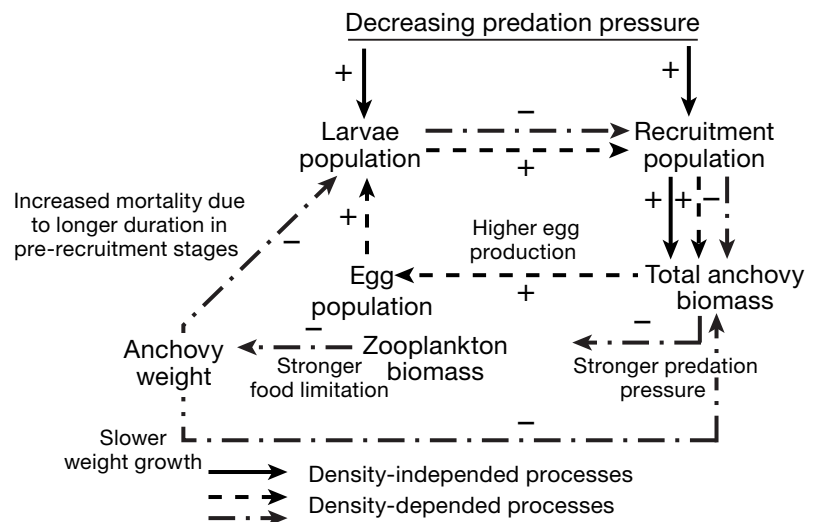 Decreasing predation pressure
+
+
Larvae
population
−
+
Recruitment
population
Increased mortality due
to longer duration in
pre-recruitment stages
−
+
Higher egg
production
+
+
+
−
Egg
population
Total anchovy
biomass
Anchovy
weight
−
Stronger
food limitation
Zooplankton
biomass
−
Stronger predation
pressure
−
Slower
weight growth
Density-independed processes
Density-depended processes